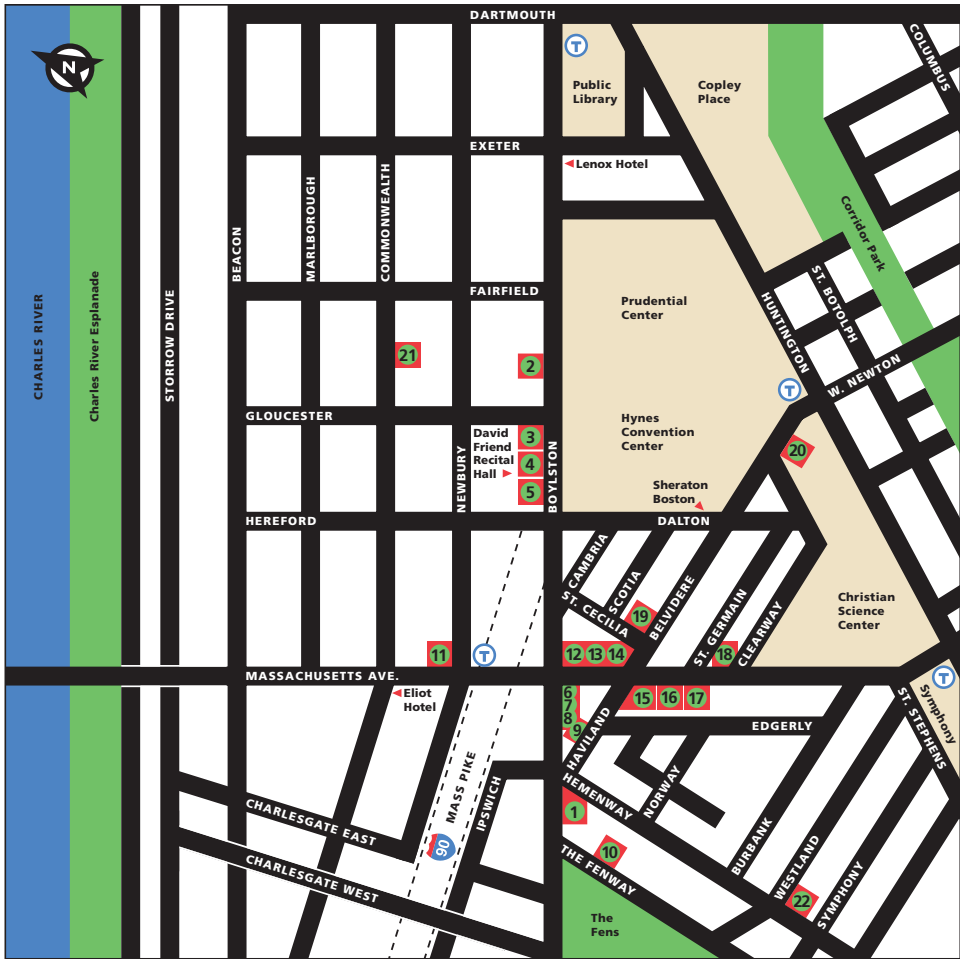 DARTMOUTH
COLUMBUS
N
T
Public
Library
Copley
Place
EXETER
Lenox Hotel
BEACON
MARLBOROUGH
COMMONWEALTH
Corridor Park
CHARLES RIVER
Charles River Esplanade
STORROW DRIVE
FAIRFIELD
Prudential
Center
HUNTINGTON
ST. BOTOLPH
W. NEWTON
21
2
T
GLOUCESTER
David
Friend
Recital
Hall
3
4
5
NEWBURY
BOYLSTON
Hynes
Convention
Center
20
Sheraton
Boston
HEREFORD
DALTON
CAMBRIA
SCOTIA
ST. CECILIA
19
BELVIDERE
ST. GERMAIN
CLEARWAY
Christian
Science
Center
11
T
12
13
14
18
MASSACHUSETTS AVE.
T
Eliot
Hotel
6
7
8
9
15
16
17
HAVILAND
EDGERLY
ST. STEPHENS
Symphony
MASS PIKE
IPSWICH
HEMENWAY
NORWAY
1
CHARLESGATE EAST
90
10
BURBANK
CHARLESGATE WEST
THE FENWAY
WESTLAND
22
SYMPHONY
The
Fens